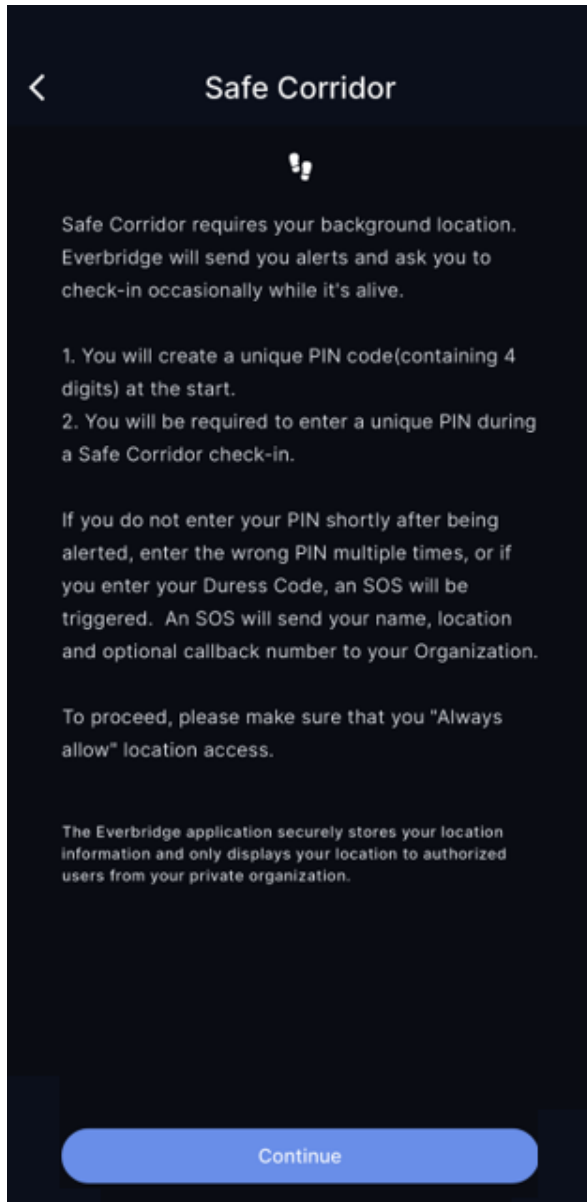 Safe Corridor
Safe Corridor requires your background location.
Everbridge will send you alerts and ask you to
check-in occasionally while it's alive.
1. You will create a unique PIN code(containing 4
digits) at the start.
2. You will be required to enter a unique PIN during
a Safe Corridor check-in.
If you do not enter your PIN shortly after being
alerted, enter the wrong PIN multiple times, or if
you enter your Duress Code, an SOS will be
triggered.  An SOS will send your name, location
and optional callback number to your Organization.
To proceed, please make sure that you "Always
allow" location access.
The Everbridge application securely stores your location
information and only displays your location to authorized
users from your private organization.
Continue